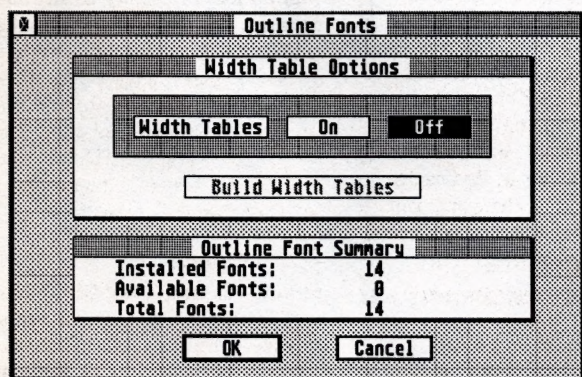 Outline Fonts
Width Table Options
Width Tables On Off
Build Width Tables
Outline Font Summary
Installed Fonts: 14
Available Fonts: 0
Total Fonts: 14
OK Cancel